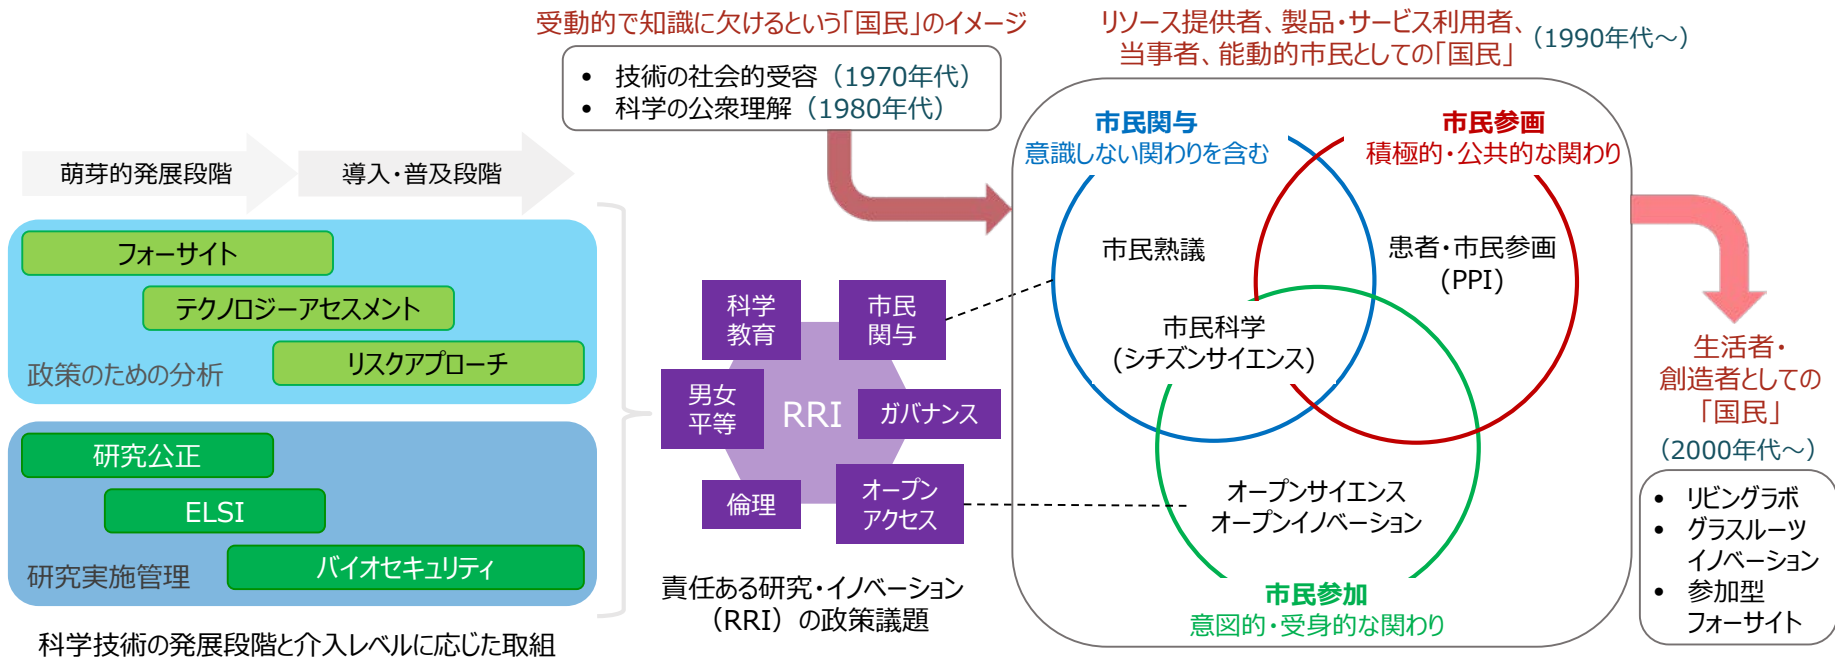 受動的で知識に欠けるという「国民」のイメージ
• 技術の社会的受容（1970年代）
• 科学の公衆理解（1980年代）
リソース提供者、製品・サービス利用者、
当事者、能動的市民としての「国民」
（1990年代～）
萌芽的発展段階
導入・普及段階
フォーサイト
テクノロジーアセスメント
リスクアプローチ
政策のための分析
研究公正
ELSI
バイオセキュリティ
研究実施管理
科学技術の発展段階と介入レベルに応じた取組
科学
教育
市民
関与
男女
平等
RRI
ガバナンス
倫理
オープン
アクセス
責任ある研究・イノベーション
（RRI）の政策議題
市民関与
意識しない関わりを含む
市民参画
積極的・公共的な関わり
市民熟議
患者・市民参画
(PPI)
市民科学
(シチズンサイエンス)
オープンサイエンス
オープンイノベーション
市民参加
意図的・受身的な関わり
生活者・
創造者としての
「国民」
（2000年代～）
• リビングラボ
• グラスルーツ
イノベーション
• 参加型
フォーサイト